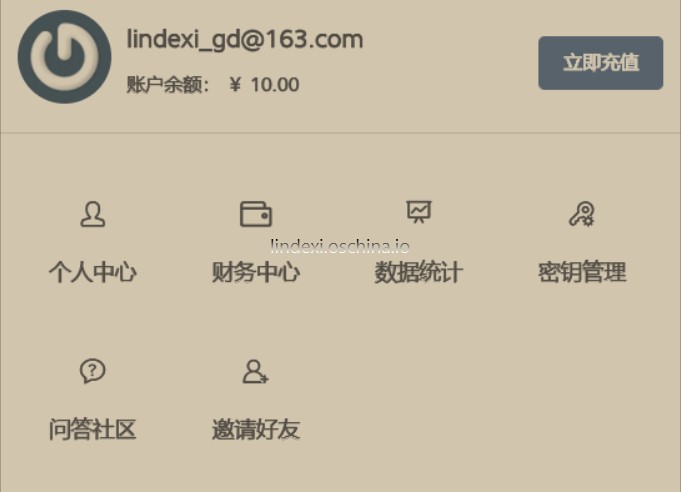 lindexi_gd@163.com
账户余额： ¥ 10.00
立即充值
lindexi.oschina.io
个人中心 财务中心 数据统计 密钥管理
问答社区 邀请好友